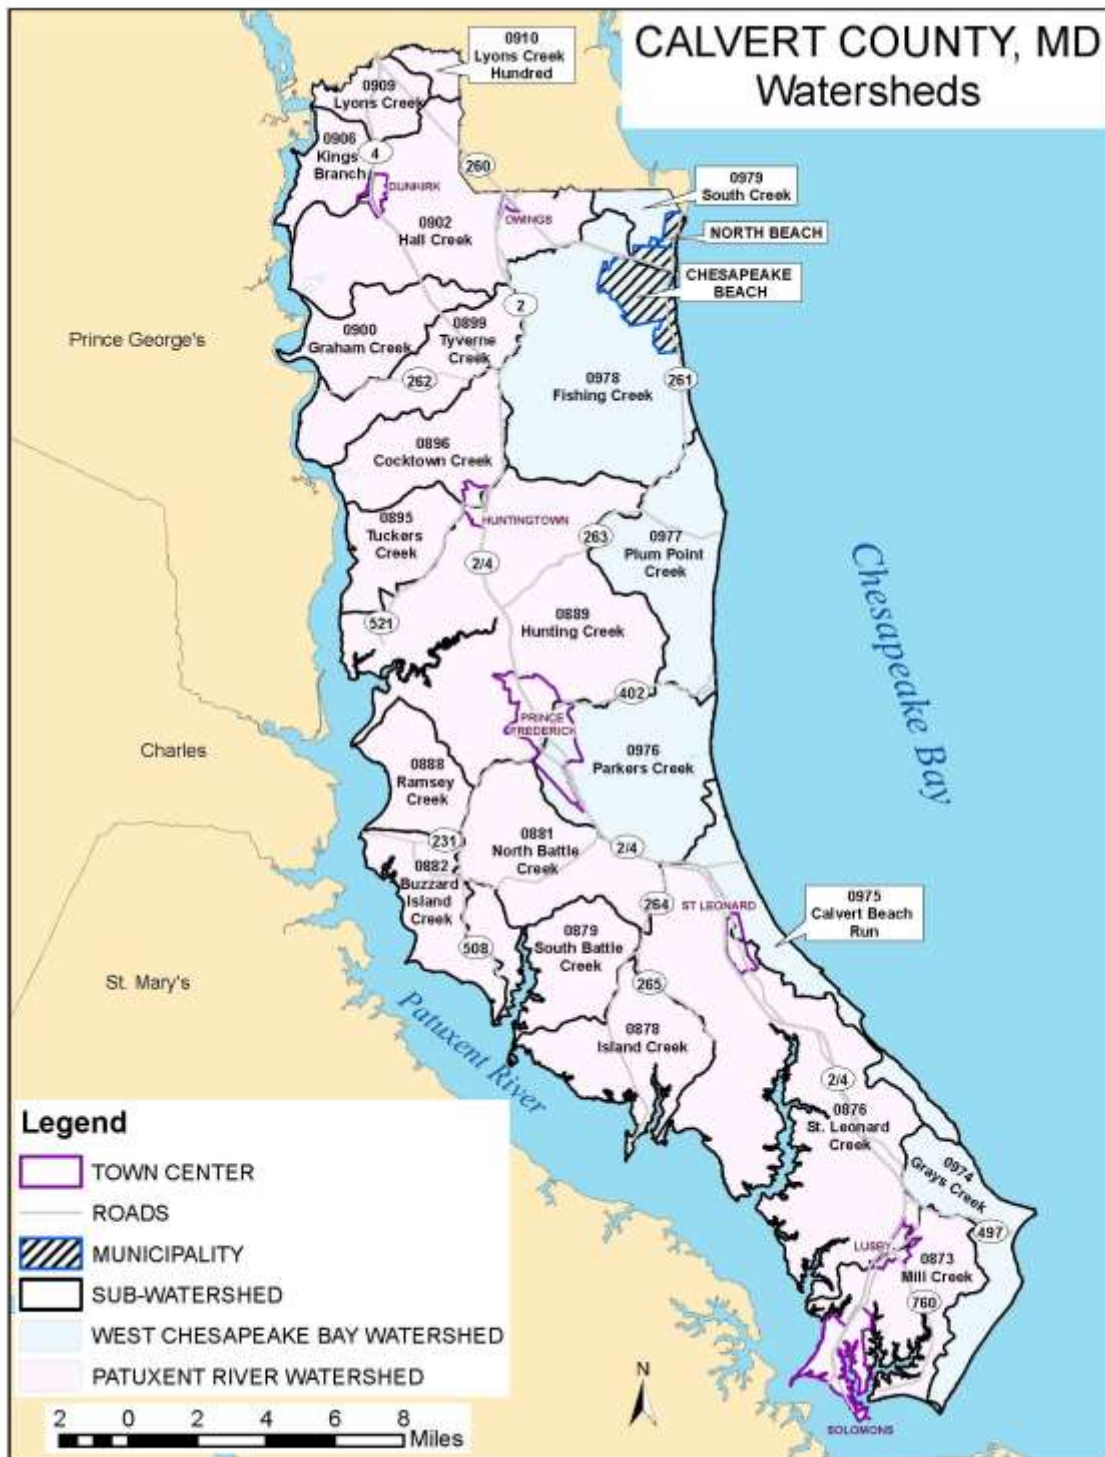 CALVERT COUNTY, MD
Watersheds
0910
Lyons Creek
Hundred
0909
Lyons Creek
0906
Kings
Branch
4
260
DUNKIRK
0979
South Creek
OWINGS
0902
Hall Creek
NORTH BEACH
CHESAPEAKE
BEACH
2
0900
Graham Creek
0899
Tyverne
Creek
Prince George's
262
0978
Fishing Creek
261
0896
Cocktown Creek
HUNTINGTOWN
0895
Tuckers
Creek
263
0977
Plum Point
Creek
2/4
521
0889
Hunting Creek
Chesapeake Bay
402
PRINCE
FREDERICK
Charles
0976
Parkers Creek
0888
Ramsey
Creek
231
0881
North Battle
Creek
2/4
0882
Buzzard
Island
Creek
264
ST LEONARD
0975
Calvert Beach
Run
508
0879
South Battle
Creek
265
St. Mary's
Patuxent River
0878
Island Creek
2/4
0876
St. Leonard
Creek
0974
Grays Creek
497
LUSBY
0873
Mill Creek
760
SOLOMONS
Legend
TOWN CENTER
ROADS
MUNICIPALITY
SUB-WATERSHED
WEST CHESAPEAKE BAY WATERSHED
PATUXENT RIVER WATERSHED
N
2 0 2 4 6 8
Miles